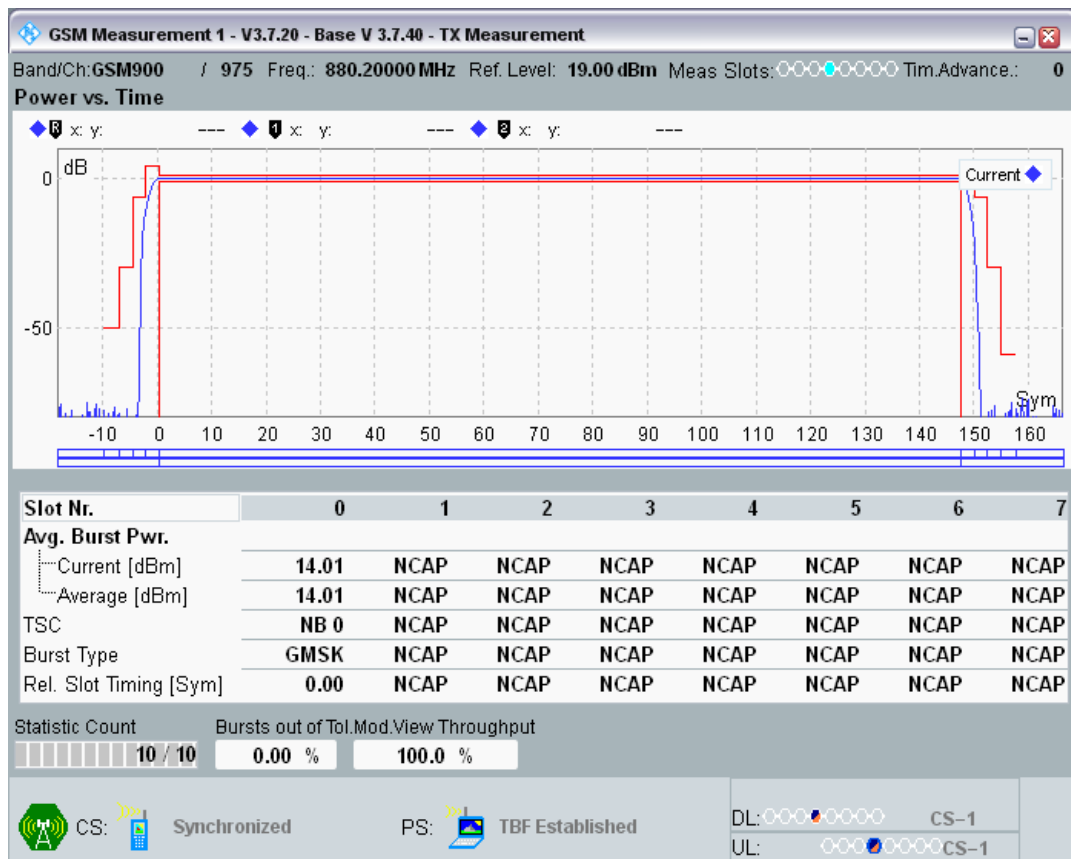 GSM Measurement 1 - V3.7.20 - Base V 3.7.40 - TX Measurement
Band/Ch:GSM900 / 975 Freq.: 880.20000 MHz Ref. Level: 19.00 dBm Meas Slots: Tim.Advance.: 0
Power vs. Time
R x: y: --- 1 x: y: --- 2 x: y: ---
dB
Current
0
-50
Sym
-10 0 10 20 30 40 50 60 70 80 90 100 110 120 130 140 150 160
Slot Nr. 0 1 2 3 4 5 6 7
Avg. Burst Pwr.
Current [dBm] 14.01 NCAP NCAP NCAP NCAP NCAP NCAP NCAP
Average [dBm] 14.01 NCAP NCAP NCAP NCAP NCAP NCAP NCAP
TSC NB 0 NCAP NCAP NCAP NCAP NCAP NCAP NCAP
Burst Type GMSK NCAP NCAP NCAP NCAP NCAP NCAP NCAP
Rel. Slot Timing [Sym] 0.00 NCAP NCAP NCAP NCAP NCAP NCAP NCAP
Statistic Count Bursts out of Tol.Mod.View Throughput
10 / 10 0.00 % 100.0 %
CS: Synchronized PS: TBF Established
DL: CS-1
UL: CS-1